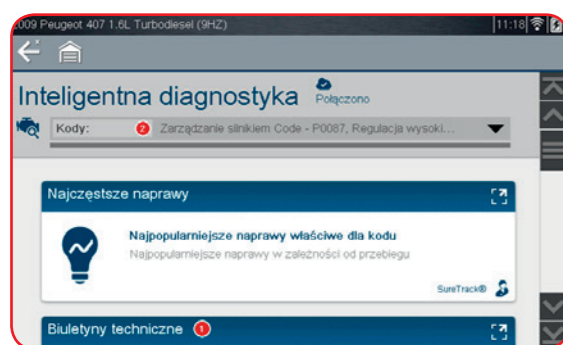 2009 Peugeot 407 1.6L Turbodiesel (9HZ) 11:18
Inteligentna diagnostyka Połączono
Kody: 2 Zarządzanie silnikiem Code - P0087, Regulacja wysoki...
Najczęstsze naprawy
Najpopularniejsze naprawy właściwe dla kodu
Najpopularniejsze naprawy w zależności od przebiegu
SureTrack®
Biuletyny techniczne 1